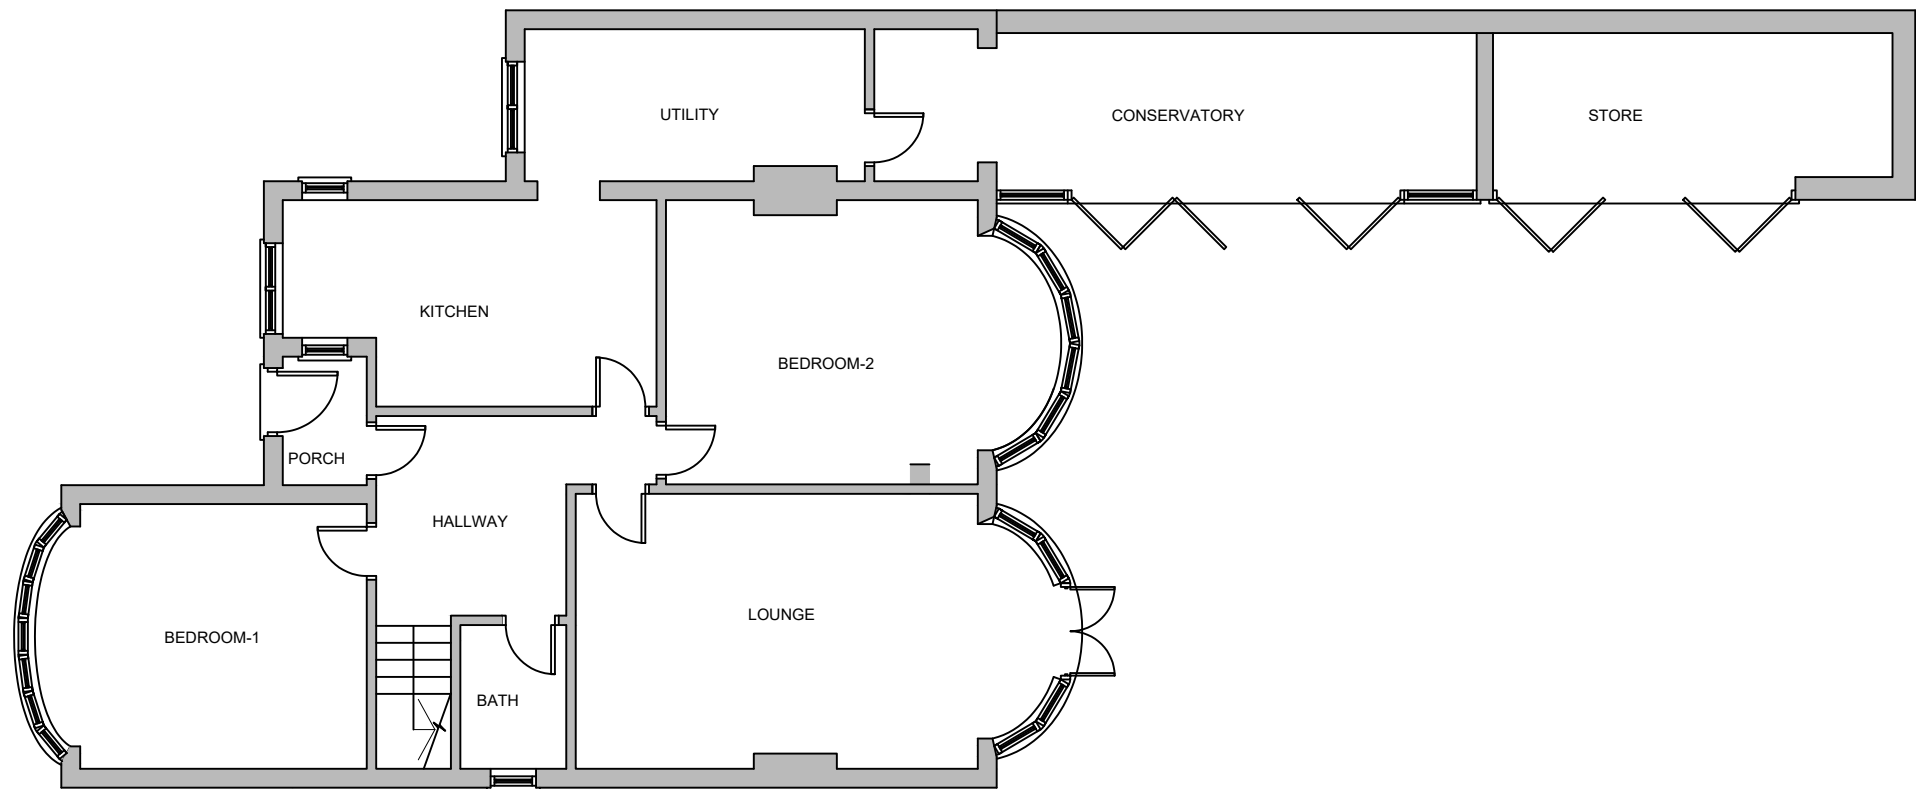 UTILITY
CONSERVATORY
STORE
KITCHEN
BEDROOM-2
PORCH
HALLWAY
LOUNGE
BEDROOM-1
BATH